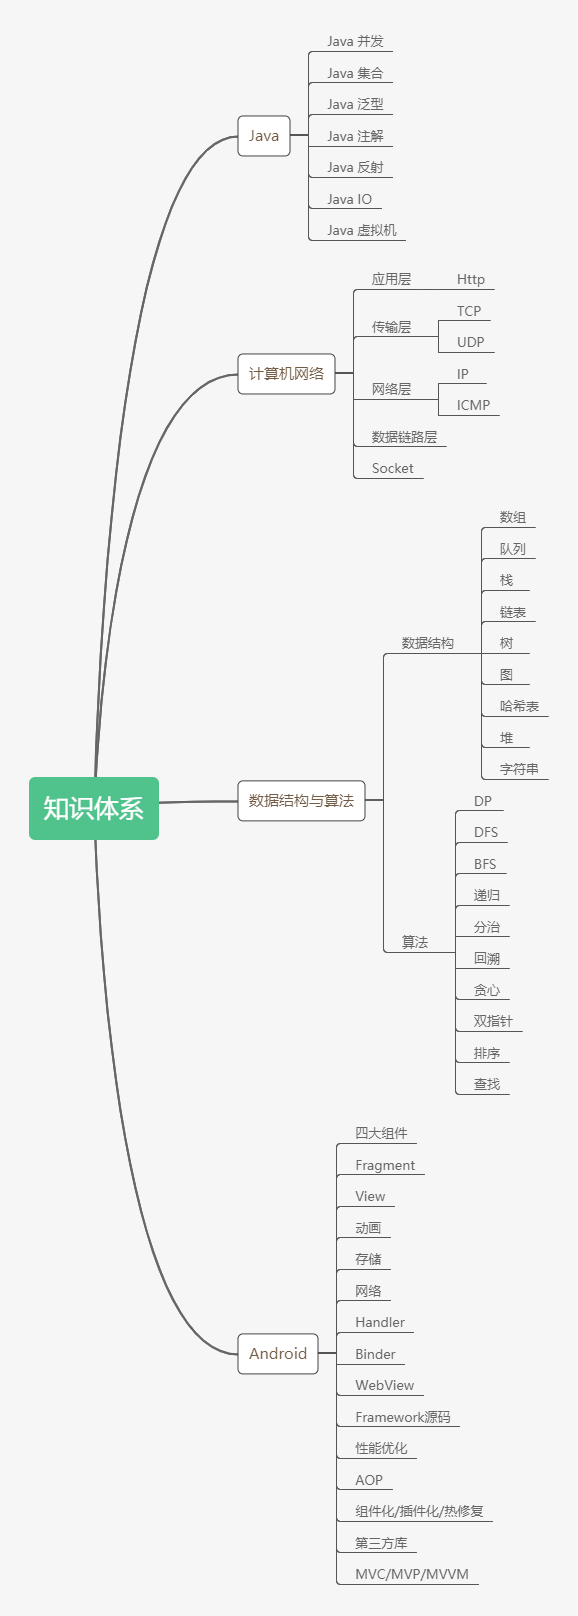 Java 并发
Java 集合
Java 泛型
Java
Java 注解
Java 反射
Java IO
Java 虚拟机
应用层
Http
TCP
传输层
UDP
计算机网络
IP
网络层
ICMP
数据链路层
Socket
数组
队列
栈
链表
数据结构
树
图
哈希表
堆
字符串
知识体系
数据结构与算法
DP
DFS
BFS
递归
分治
算法
回溯
贪心
双指针
排序
查找
四大组件
Fragment
View
动画
存储
网络
Handler
Android
Binder
WebView
Framework源码
性能优化
AOP
组件化/插件化/热修复
第三方库
MVC/MVP/MVVM